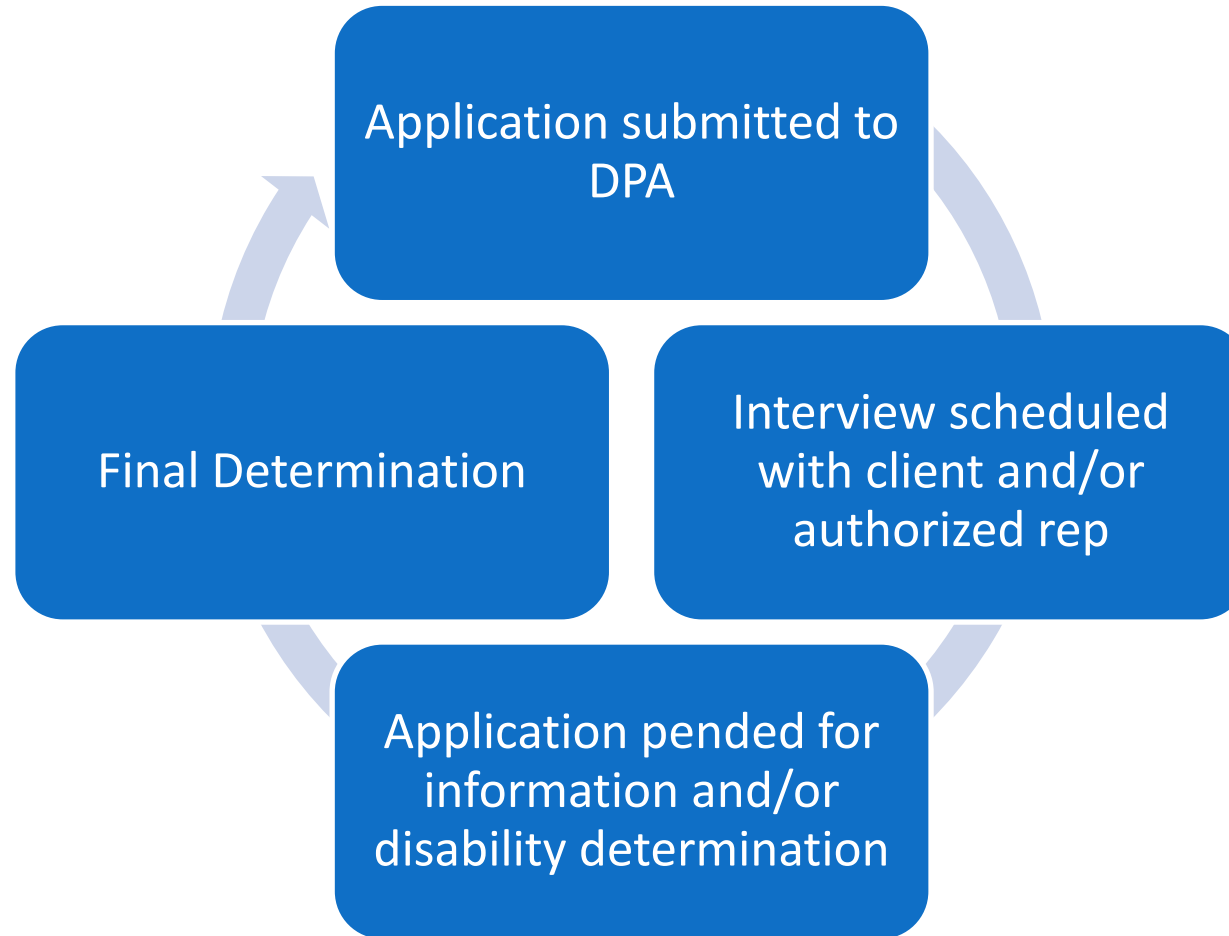 Application submitted to
DPA
Interview scheduled
with client and/or
authorized rep
Application pended for
information and/or
disability determination
Final Determination